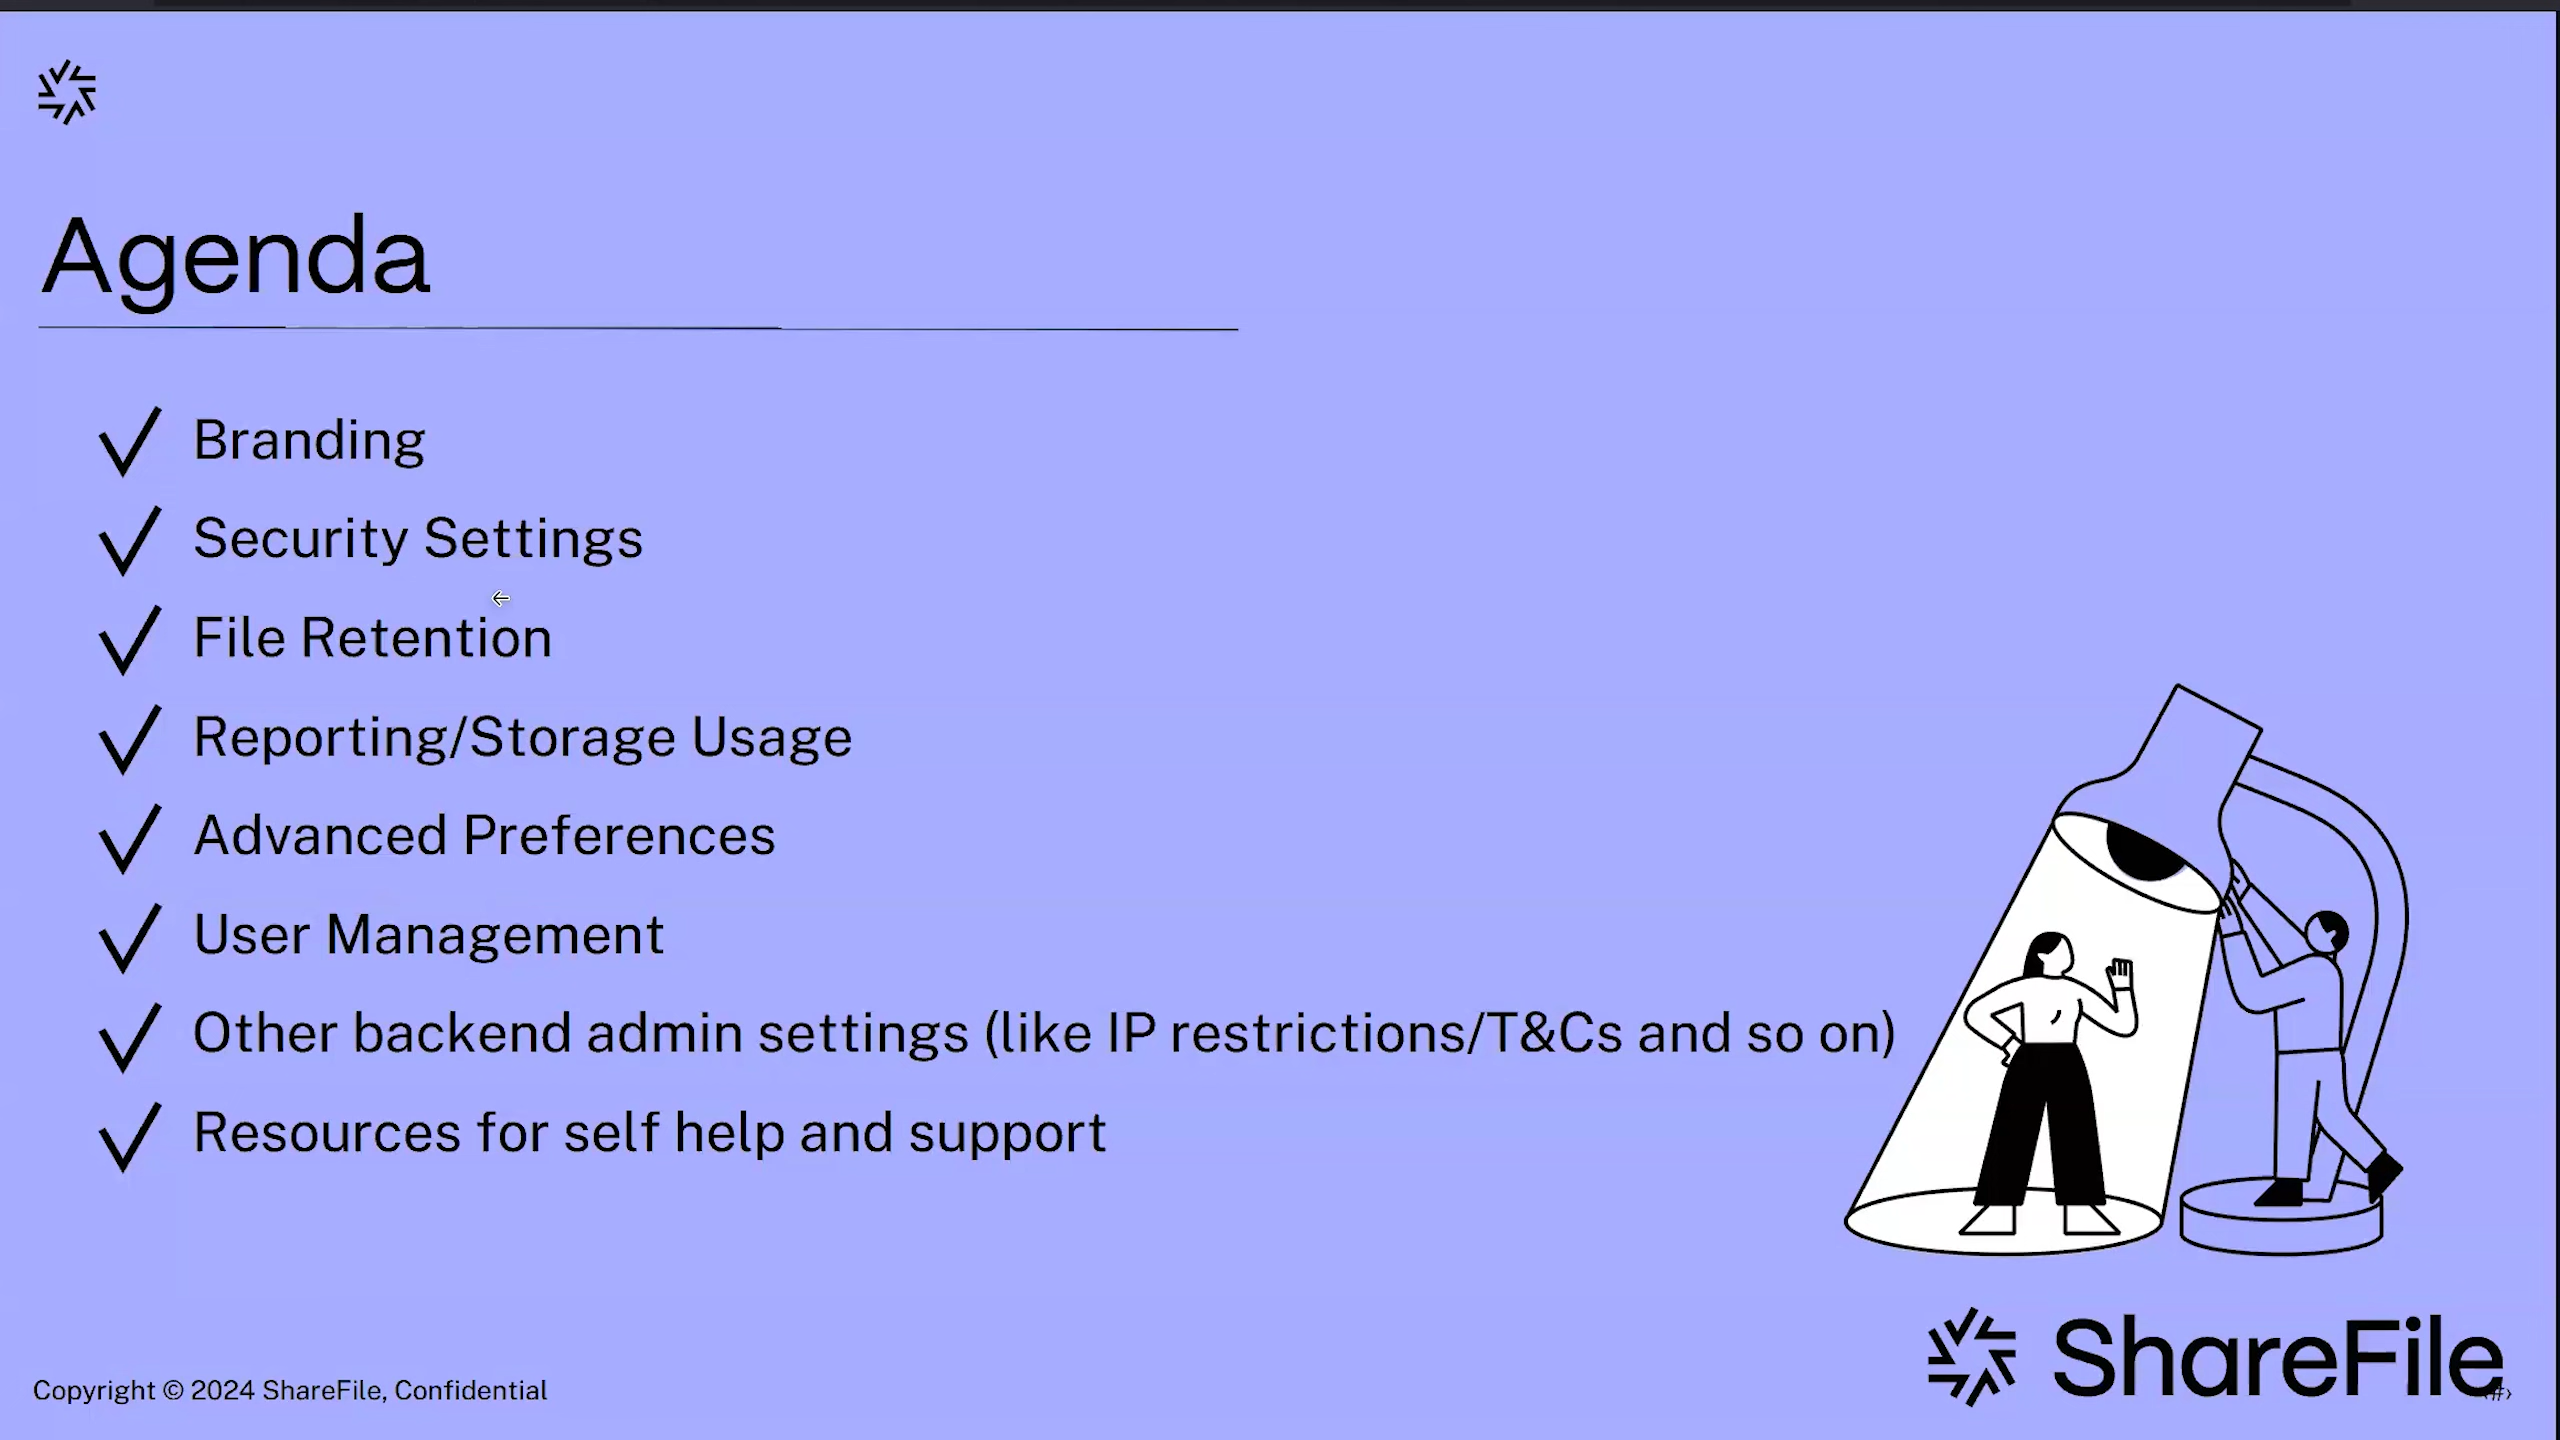 Agenda
Branding
Security Settings
File Retention
Reporting/Storage Usage
Advanced Preferences
User Management
Other backend admin settings (like IP restrictions/T&Cs and so on)
Resources for self help and support
ShareFile
Copyright © 2024 ShareFile, Confidential
‹#›